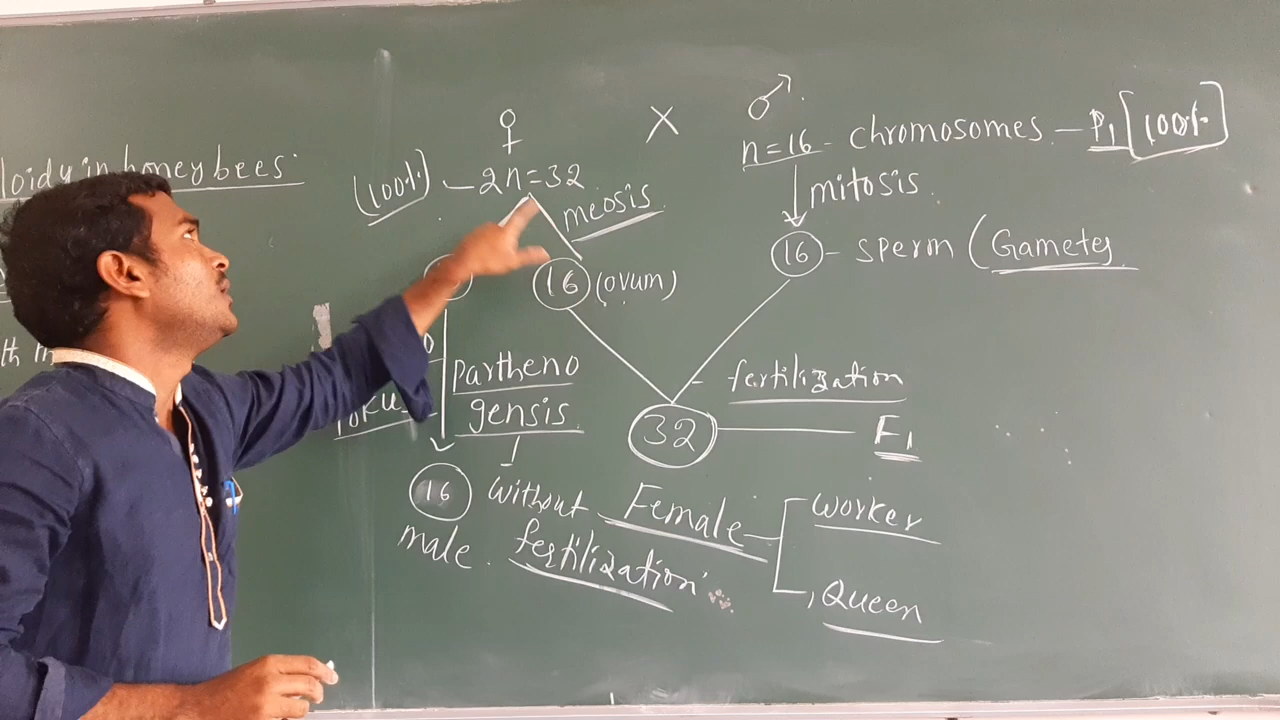 loidy in honey bees
♀ X ♂
(100%) – 2n=32
n=16 - chromosomes – P1 [100%]
meosis
mitosis
16 (ovum)
16 - sperm (Gametes
Partheno
gensis
fertilization
32 F1
16 without
male. fertilization
Female
worker
Queen